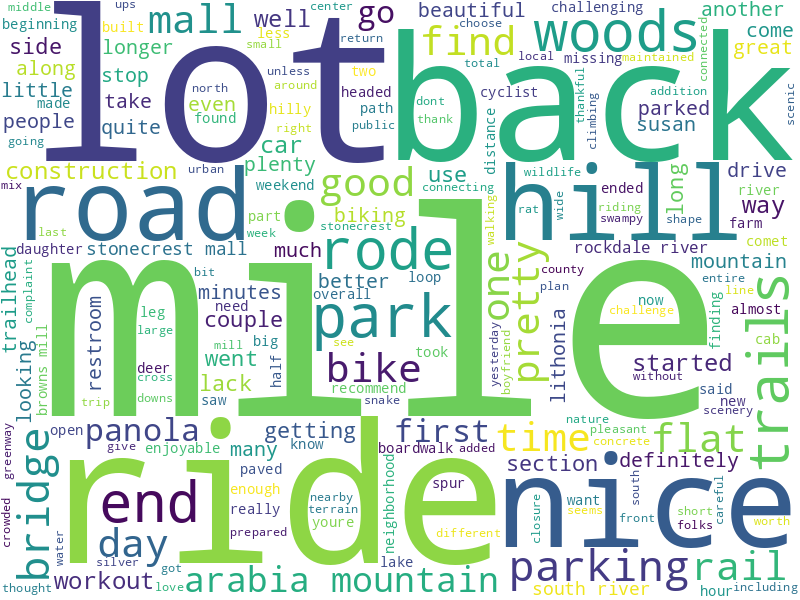 middle
ups
center
beginning
built
mall
well
less
small
go
beautiful
challenging
another
return
choose
side
longer
find
woods
come
along
stop
unless
two
total
local
missing
great
little
made
take
even
north
around
headed
dont
cyclist
maintained
connected
people
quite
found
hilly
path
thank
parked
addition
scenic
going
urban
right
public
susan
thankful
climbing
distance
lot
back
construction
car
plenty
mix
road
weekend
good
use
connecting
hill
wildlife
drive
long
river
way
last
part
biking
week
stonecrest
ended
rat
wide
riding
swampy
shape
farm
daughter
stonecrest mall
much
rode
walking
rockdale river
comet
trailhead
complaint
bit
better
loop
one
pretty
county
mountain
entire
leg
minutes
overall
plan
now
line
large
need
couple
park
challenge
almost
browns mill
restroom
deer
mill
big
see
yesterday
boyfriend
lithonia
finding
cab
looking
cross
went
half
took
bike
started
without
said
trails
trip
downs
saw
lack
recommend
new
snake
scenery
mile
greenway
crowded
open
panola
getting
first
time
nature
pleasant
concrete
flat
give
enjoyable
many
know
boardwalk
added
section
definitely
bridge
end
paved
neighborhood
spur
want
seems
front
south
short
folks
careful
worth
enough
really
nearby
terrain
youre
closure
day
prepared
different
ride
nice
water
silver
got
lake
parking
rail
thought
workout
love
arabia mountain
south river
hour
including